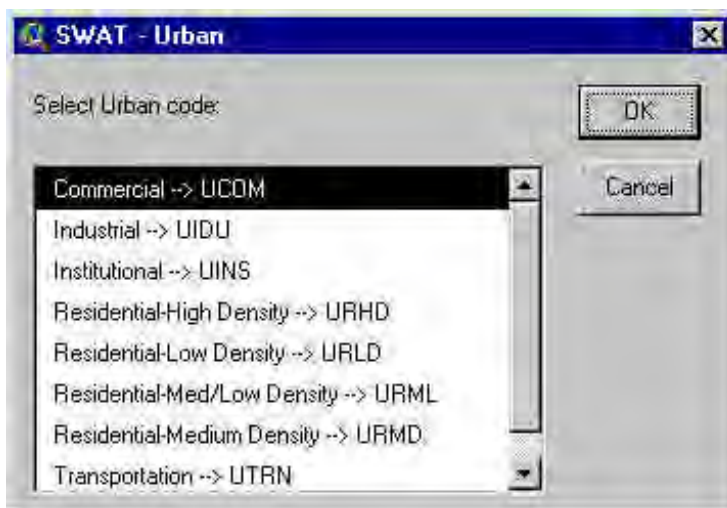 SWAT - Urban
Select Urban code:
OK
Commercial --> UCOM
Cancel
Industrial --> UIDU
Institutional --> UINS
Residential-High Density --> URHD
Residential-Low Density --> URLD
Residential-Med/Low Density --> URML
Residential-Medium Density --> URMD
Transportation --> UTRN